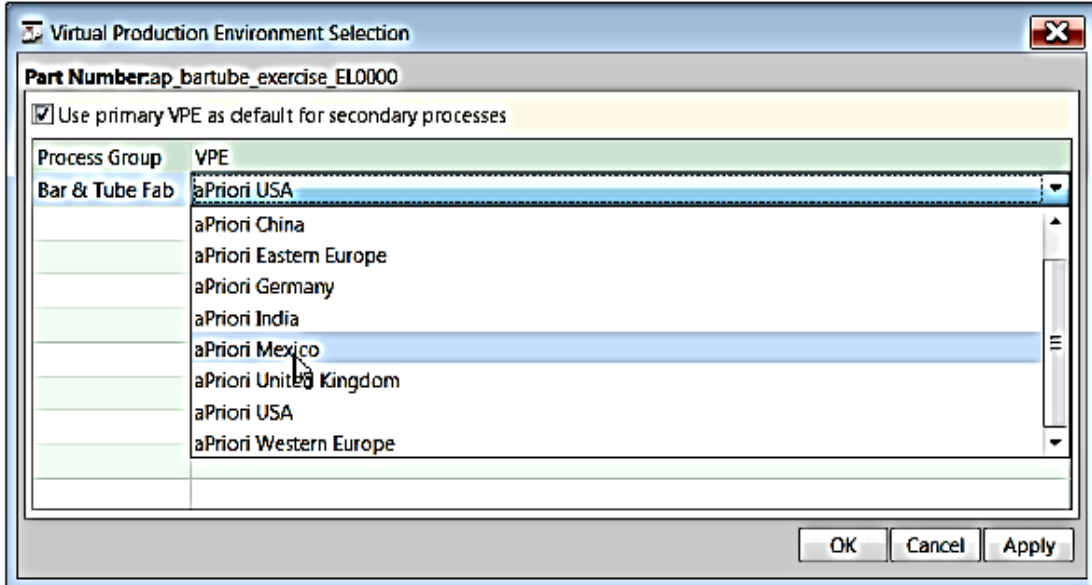 Virtual Production Environment Selection
Part Number:ap_bartube_exercise_EL0000
Use primary VPE as default for secondary processes
Process Group VPE
Bar & Tube Fab aPriori USA
aPriori China
aPriori Eastern Europe
aPriori Germany
aPriori India
aPriori Mexico
aPriori United Kingdom
aPriori USA
aPriori Western Europe
OK Cancel Apply